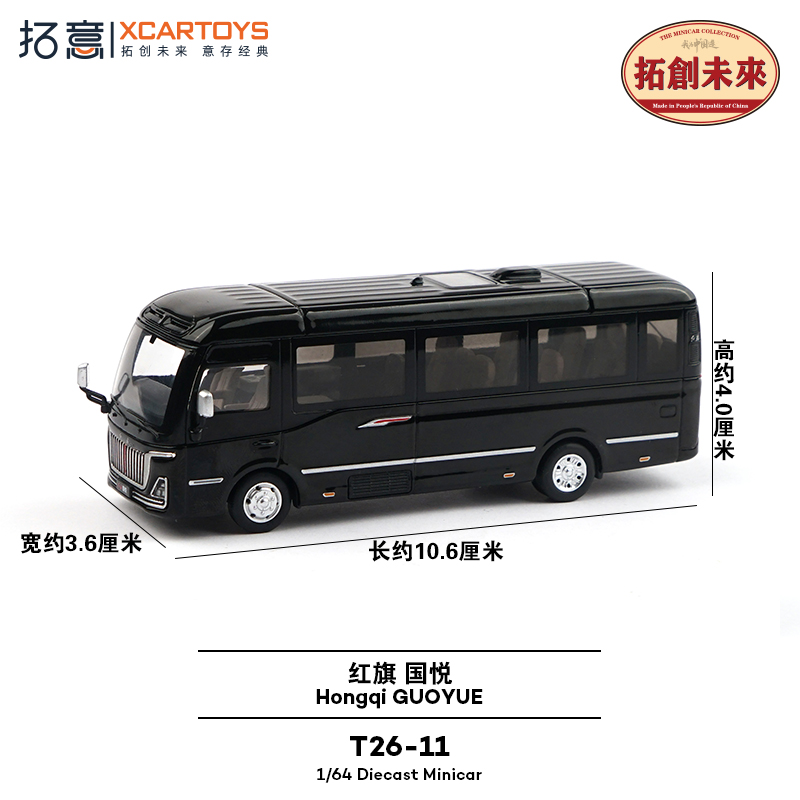 拓意
XCARTOYS
拓创未来 意存经典
THE MINICAR COLLECTION
拓創未來
Made in People's Republic of China
高约4.0厘米
宽约3.6厘米
长约10.6厘米
红旗 国悦
Hongqi GUOYUE
T26-11
1/64 Diecast Minicar